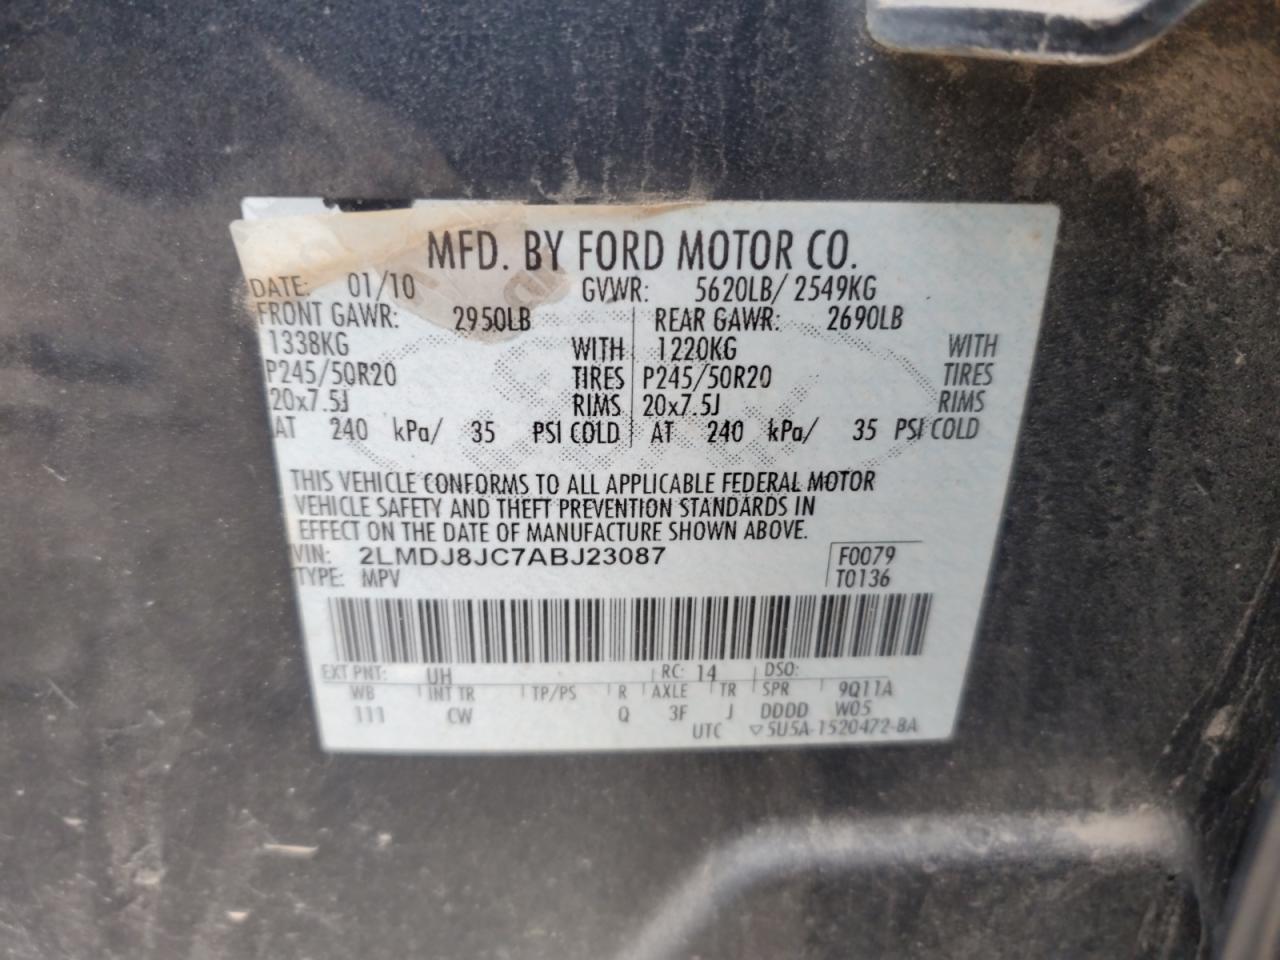 MFD. BY FORD MOTOR CO.
DATE: 01/10 GVWR: 5620LB/ 2549KG
FRONT GAWR: 2950LB REAR GAWR: 2690LB
1338KG WITH 1220KG WITH
P245/50R20 TIRES P245/50R20 TIRES
20x7.5J RIMS 20x7.5J RIMS
AT 240 kPa/ 35 PSI COLD AT 240 kPa/ 35 PSI COLD
THIS VEHICLE CONFORMS TO ALL APPLICABLE FEDERAL MOTOR
VEHICLE SAFETY AND THEFT PREVENTION STANDARDS IN
EFFECT ON THE DATE OF MANUFACTURE SHOWN ABOVE.
VIN: 2LMDJ8JC7ABJ23087 F0079
TYPE: MPV T0136
EXT PNT: UH RC: 14 DSO:
WB INT TR TP/PS R AXLE TR SPR 9Q11A
111 CW Q 3F J DDDD W05
UTC ▽5U5A-1520472-BA